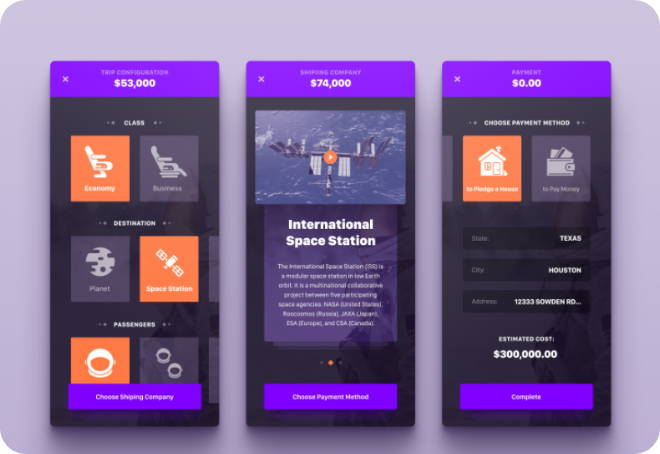 TRIP CONFIGURATION
$53,000
CLASS
Economy
Business
DESTINATION
Planet
Space Station
PASSENGERS
Choose Shiping Company
SHIPING COMPANY
$74,000
International
Space Station
The International Space Station (ISS) is
a modular space station in low Earth
orbit. It is a multinational collaborative
project between five participating
space agencies: NASA (United States),
Roscosmos (Russia), JAXA (Japan),
ESA (Europe), and CSA (Canada).
Choose Payment Method
PAYMENT
$0.00
CHOOSE PAYMENT METHOD
to Pledge a House
to Pay Money
State: TEXAS
City: HOUSTON
Address: 12333 SOWDEN RD...
ESTIMATED COST:
$300,000.00
Complete